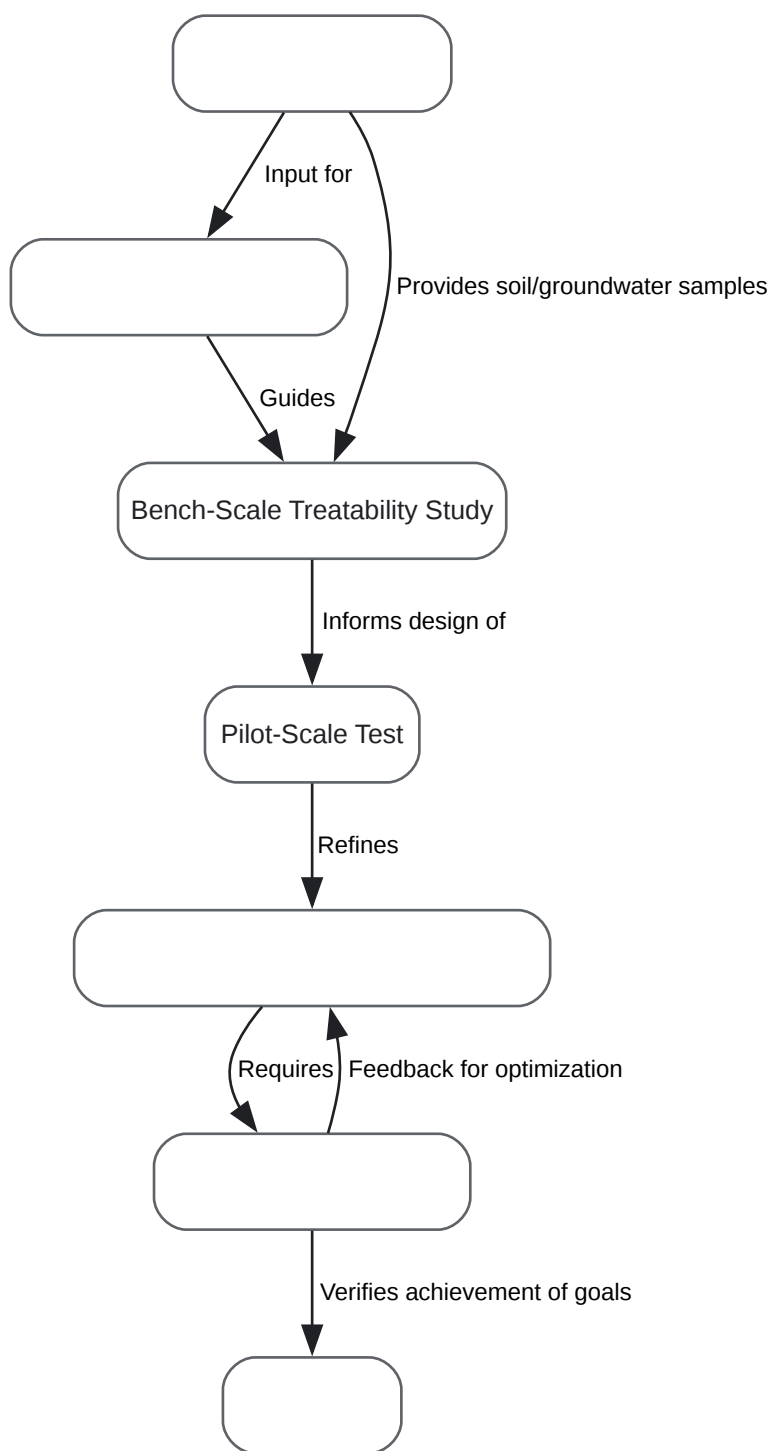 Input for
Provides soil/groundwater samples
Guides
Bench-Scale Treatability Study
Informs design of
Pilot-Scale Test
Refines
Requires
Feedback for optimization
Verifies achievement of goals